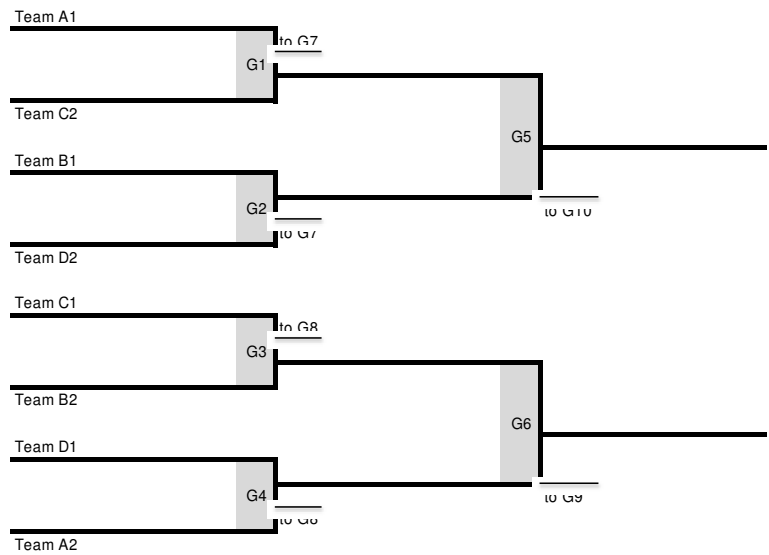 Team A1
to G7
G1
Team C2
G5
Team B1
G2
to G10
to G7
Team D2
Team C1
to G8
G3
Team B2
G6
Team D1
G4
to G9
to G8
Team A2